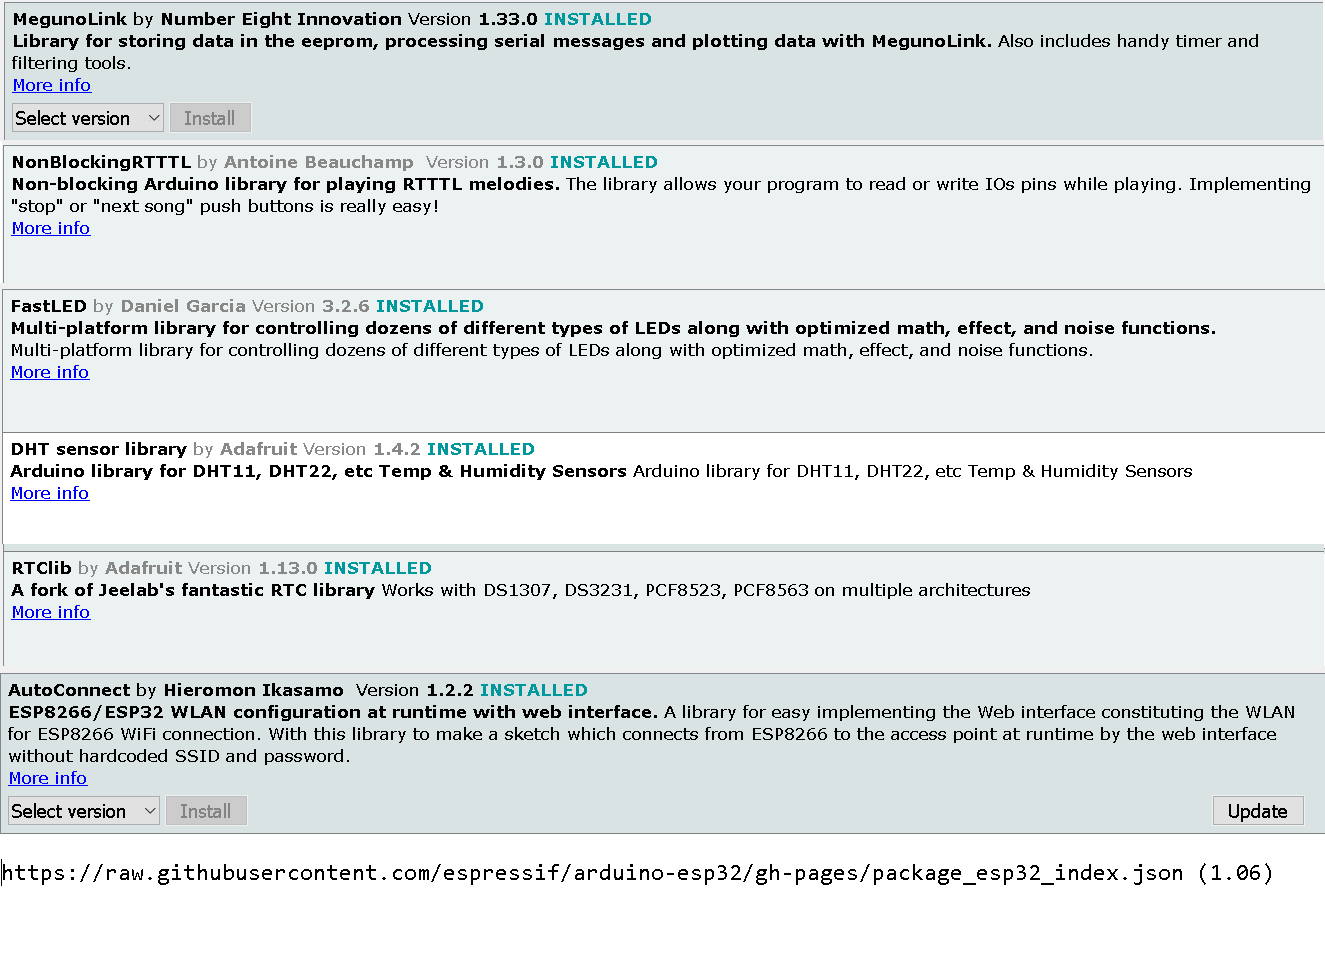 MegunoLink by Number Eight Innovation Version 1.33.0 INSTALLED
Library for storing data in the eeprom, processing serial messages and plotting data with MegunoLink. Also includes handy timer and
filtering tools.
More info
Select version Install
NonBlockingRTTTL by Antoine Beauchamp Version 1.3.0 INSTALLED
Non-blocking Arduino library for playing RTTTL melodies. The library allows your program to read or write IOs pins while playing. Implementing
"stop" or "next song" push buttons is really easy!
More info
FastLED by Daniel Garcia Version 3.2.6 INSTALLED
Multi-platform library for controlling dozens of different types of LEDs along with optimized math, effect, and noise functions.
Multi-platform library for controlling dozens of different types of LEDs along with optimized math, effect, and noise functions.
More info
DHT sensor library by Adafruit Version 1.4.2 INSTALLED
Arduino library for DHT11, DHT22, etc Temp & Humidity Sensors Arduino library for DHT11, DHT22, etc Temp & Humidity Sensors
More info
RTClib by Adafruit Version 1.13.0 INSTALLED
A fork of Jeelab's fantastic RTC library Works with DS1307, DS3231, PCF8523, PCF8563 on multiple architectures
More info
AutoConnect by Hieromon Ikasamo Version 1.2.2 INSTALLED
ESP8266/ESP32 WLAN configuration at runtime with web interface. A library for easy implementing the Web interface constituting the WLAN
for ESP8266 WiFi connection. With this library to make a sketch which connects from ESP8266 to the access point at runtime by the web interface
without hardcoded SSID and password.
More info
Select version Install Update
https://raw.githubusercontent.com/espressif/arduino-esp32/gh-pages/package_esp32_index.json (1.06)